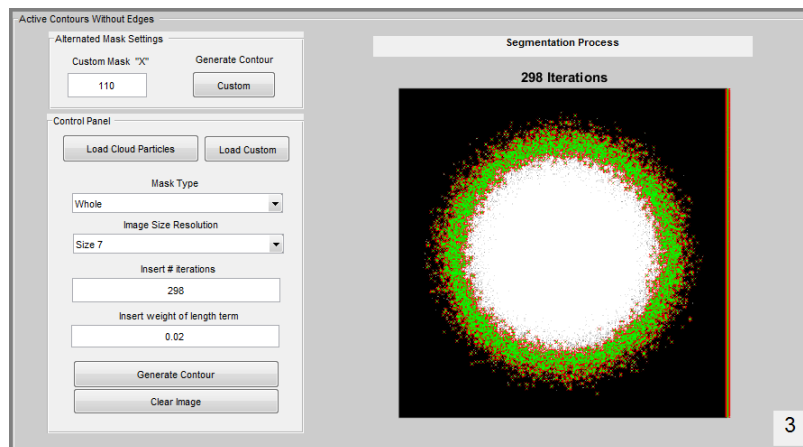 Active Contours Without Edges
Alternated Mask Settings
Custom Mask "X"
Generate Contour
110
Custom
Control Panel
Load Cloud Particles
Load Custom
Mask Type
Whole
Image Size Resolution
Size 7
Insert # iterations
298
Insert weight of length term
0.02
Generate Contour
Clear Image
Segmentation Process
298 Iterations
3